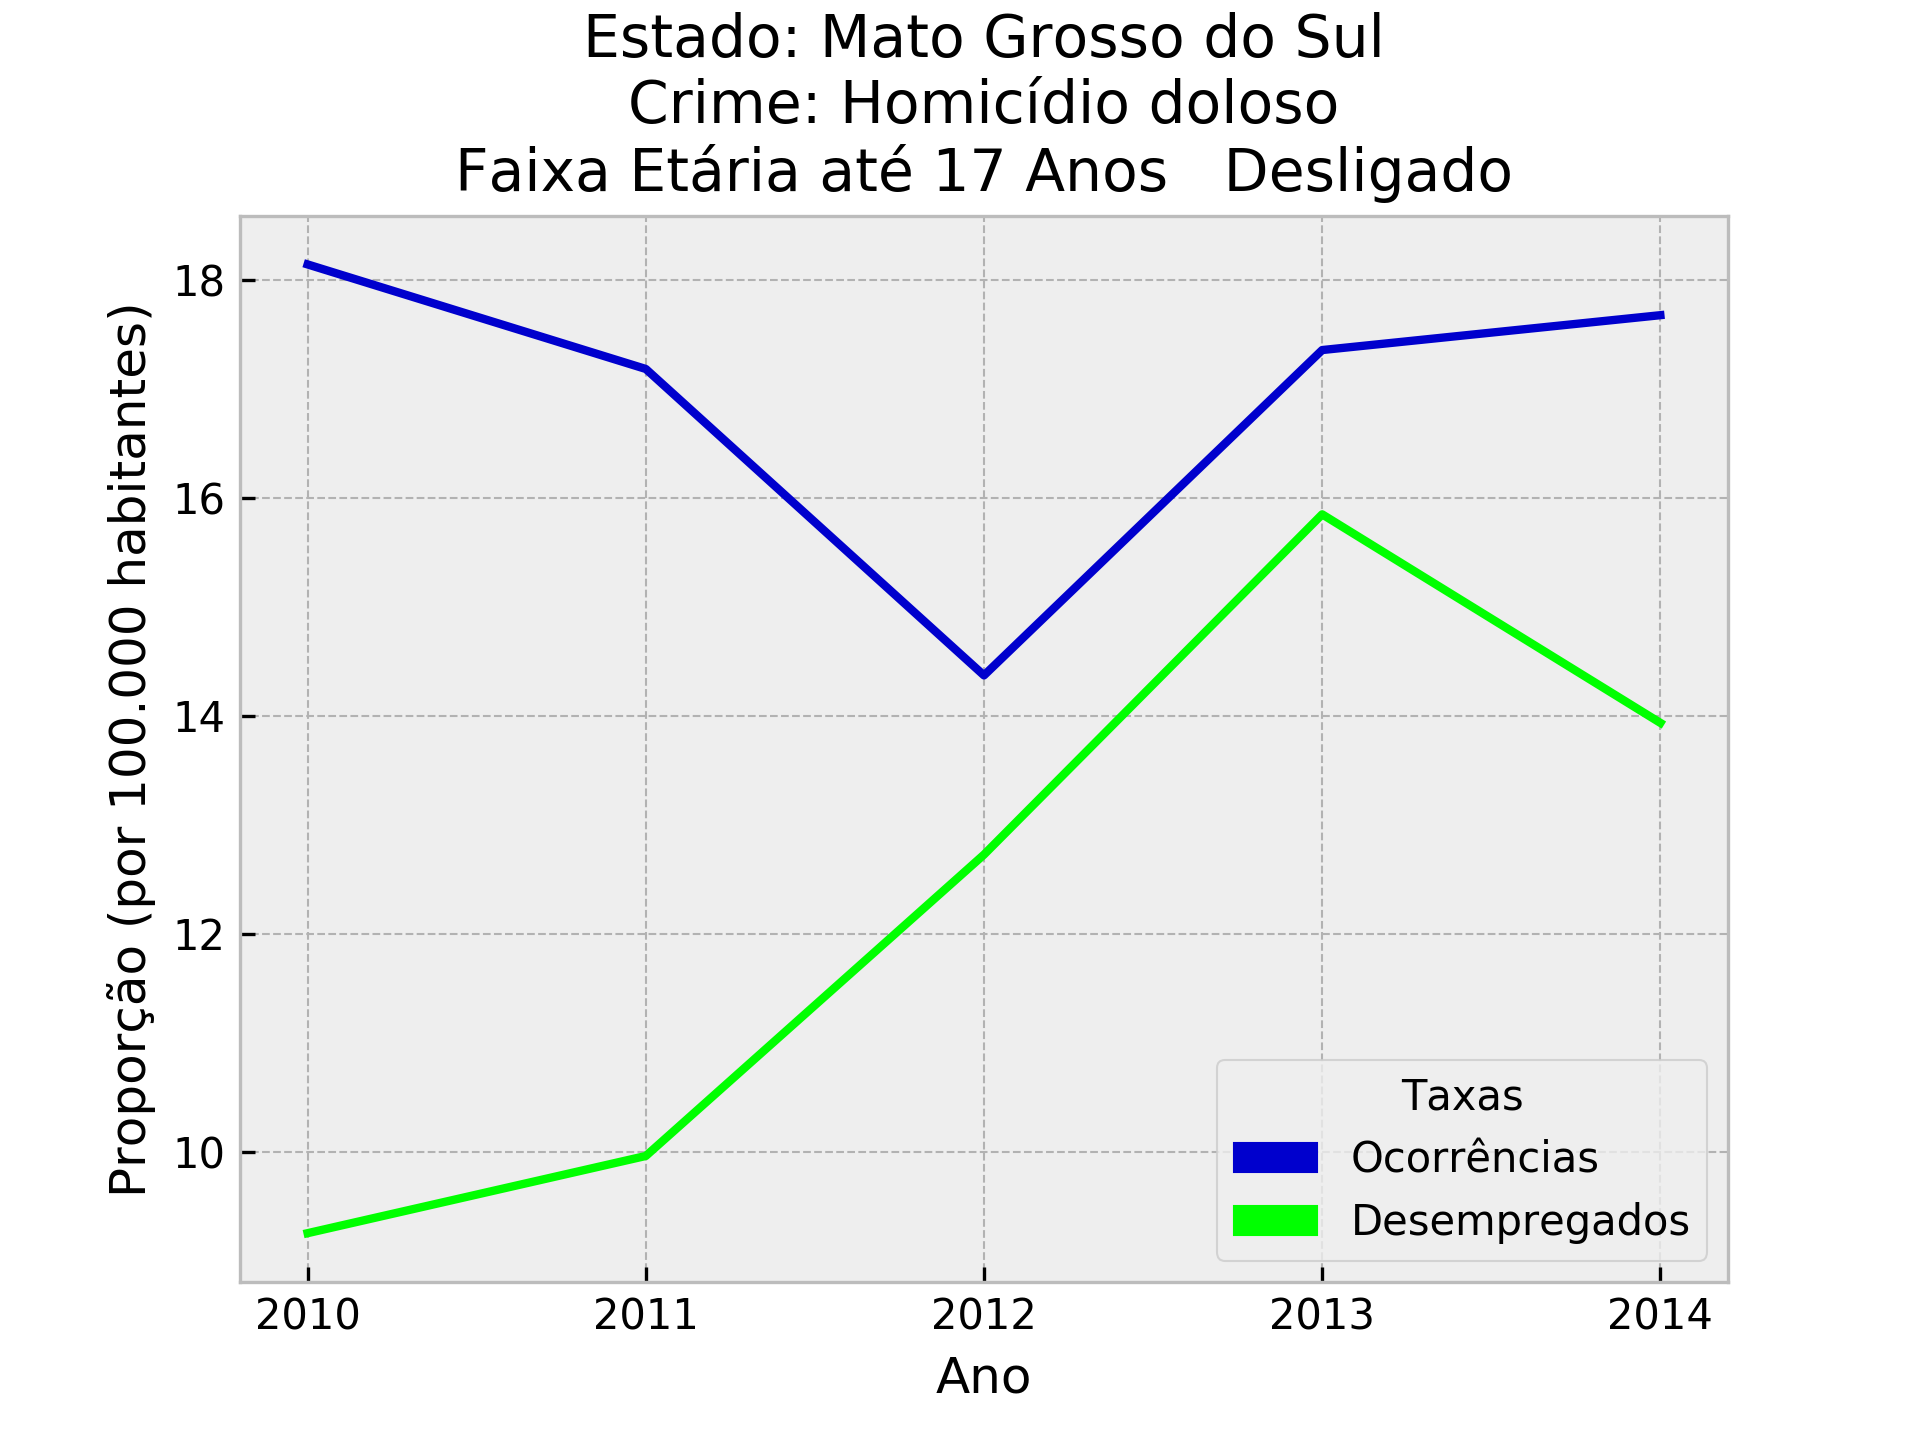 Estado: Mato Grosso do Sul
Crime: Homicídio doloso
Faixa Etária até 17 Anos   Desligado
Proporção (por 100.000 habitantes)
18
16
14
12
10
Taxas
Ocorrências
Desempregados
2010 2011 2012 2013 2014
Ano